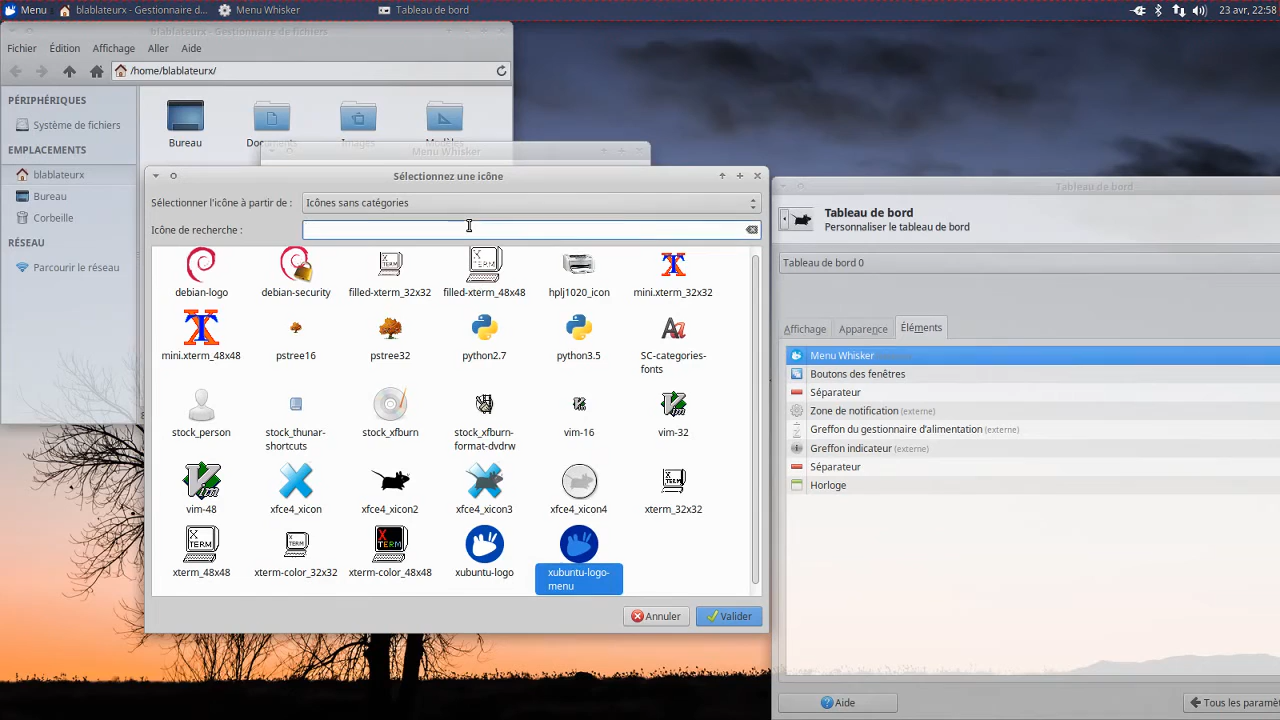 Menu
blablateurx - Gestionnaire d...
Menu Whisker
Tableau de bord
23 avr, 22:58
blablateurx - Gestionnaire de fichiers
Fichier Édition Affichage Aller Aide
/home/blablateurx/
PÉRIPHÉRIQUES
Système de fichiers
EMPLACEMENTS
blablateurx
Bureau
Corbeille
RÉSEAU
Parcourir le réseau
Bureau Documents Images Modèles
Menu Whisker
Sélectionnez une icône
Sélectionner l'icône à partir de : Icônes sans catégories
Icône de recherche :
debian-logo debian-security filled-xterm_32x32 filled-xterm_48x48 hplj1020_icon mini.xterm_32x32
mini.xterm_48x48 pstree16 pstree32 python2.7 python3.5 SC-categories-
fonts
stock_person stock_thunar- stock_xfburn stock_xfburn- vim-16 vim-32
shortcuts format-dvdrw
vim-48 xfce4_xicon xfce4_xicon2 xfce4_xicon3 xfce4_xicon4 xterm_32x32
xterm_48x48 xterm-color_32x32 xterm-color_48x48 xubuntu-logo xubuntu-logo-
menu
Annuler Valider
Tableau de bord
Tableau de bord
Personnaliser le tableau de bord
Tableau de bord 0
Affichage Apparence Éléments
Menu Whisker
Boutons des fenêtres
Séparateur
Zone de notification (externe)
Greffon du gestionnaire d'alimentation (externe)
Greffon indicateur (externe)
Séparateur
Horloge
Aide
Tous les paramè